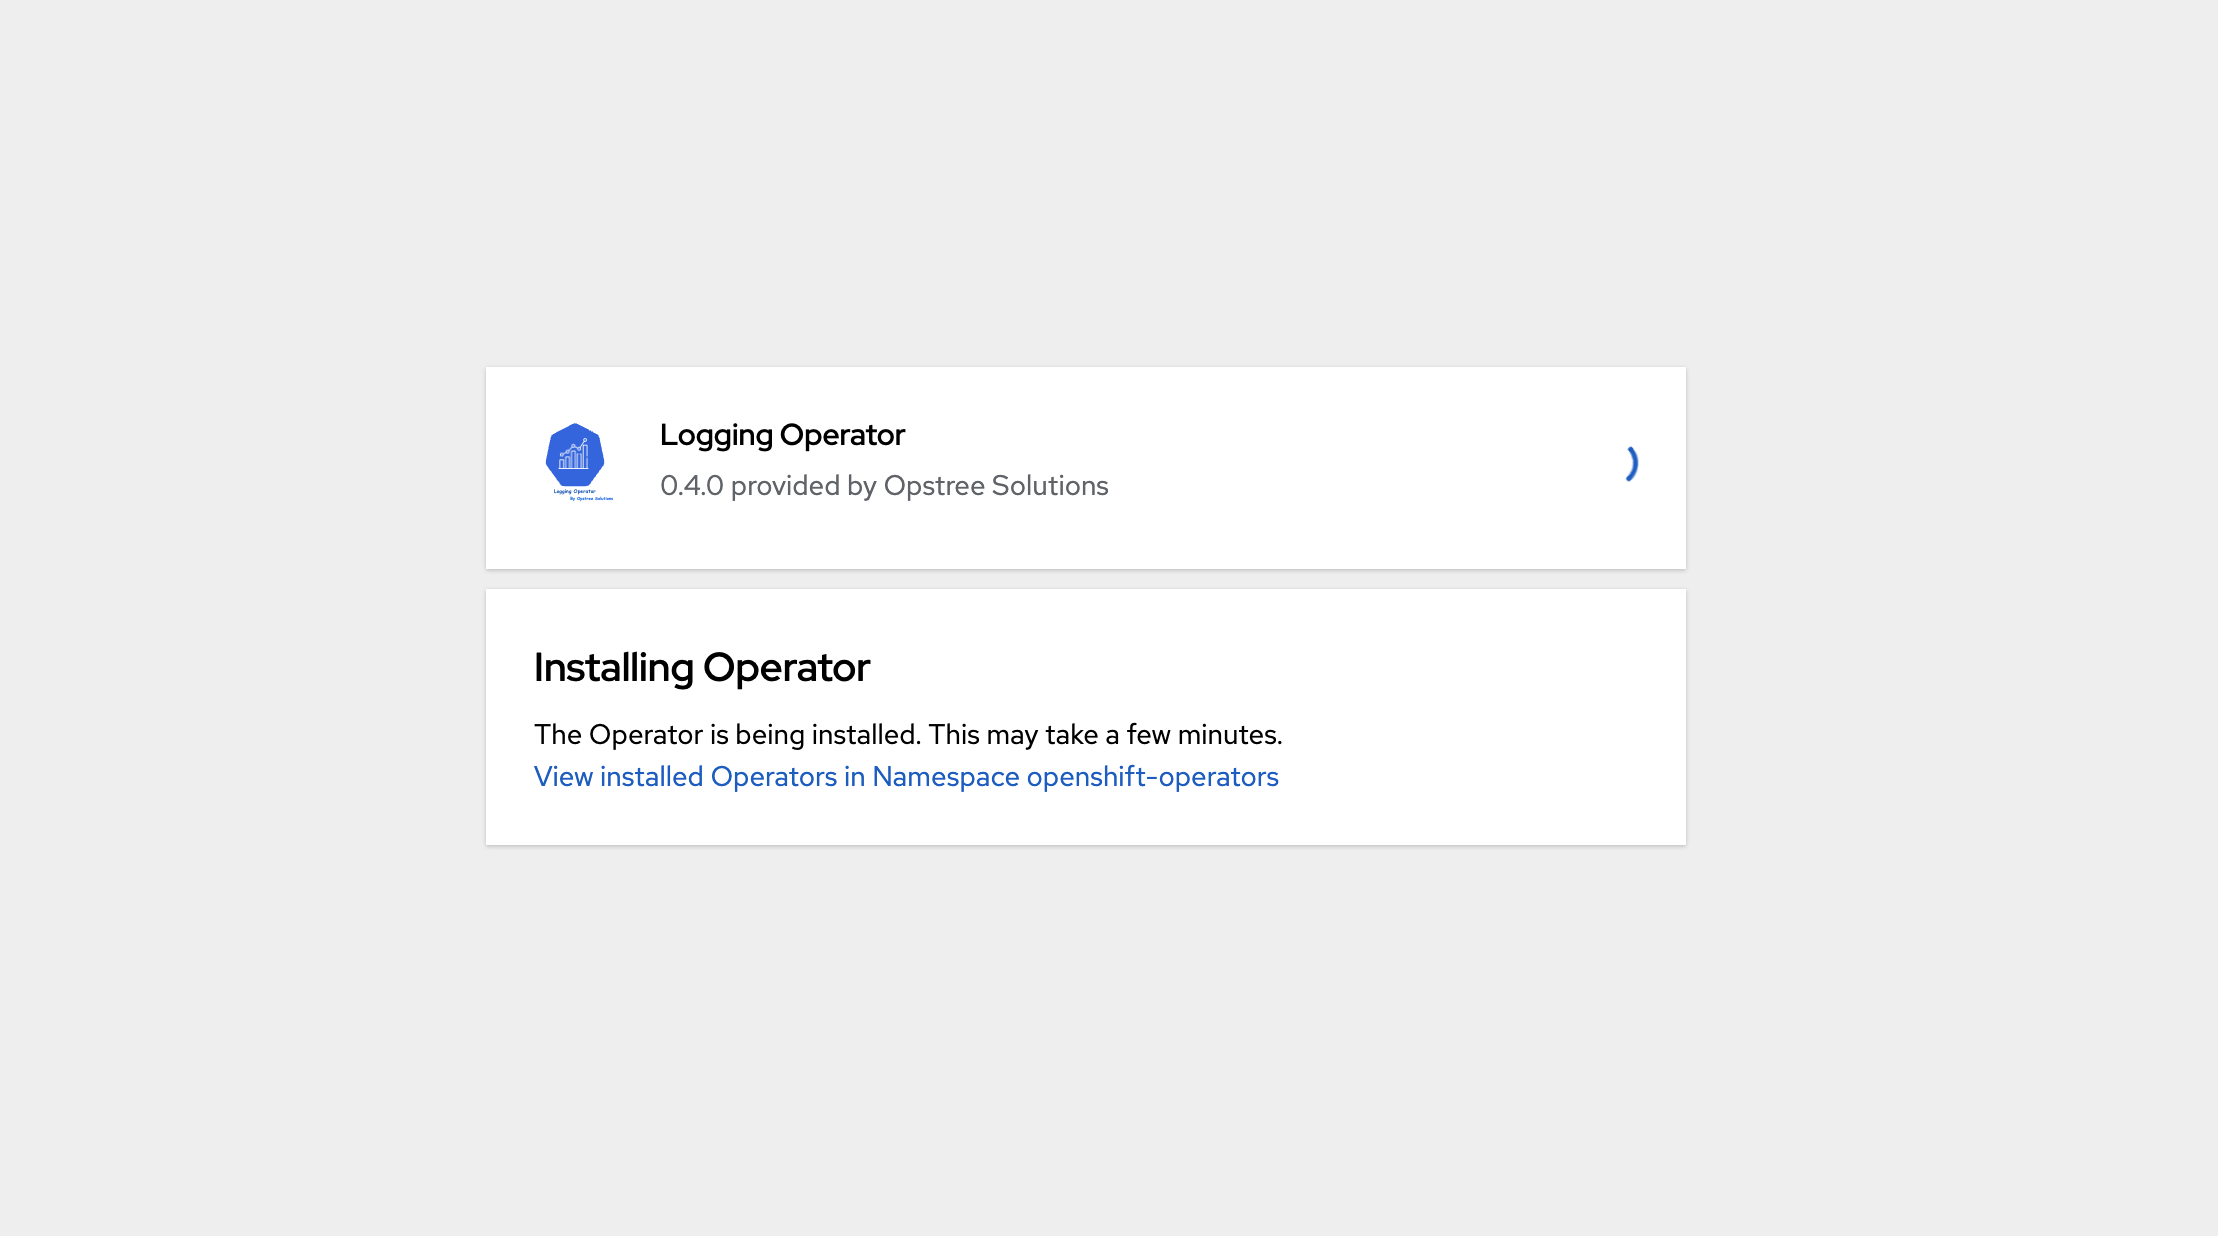 Logging Operator
0.4.0 provided by Opstree Solutions
Logging Operator
By Opstree Solutions
Installing Operator
The Operator is being installed. This may take a few minutes.
View installed Operators in Namespace openshift-operators